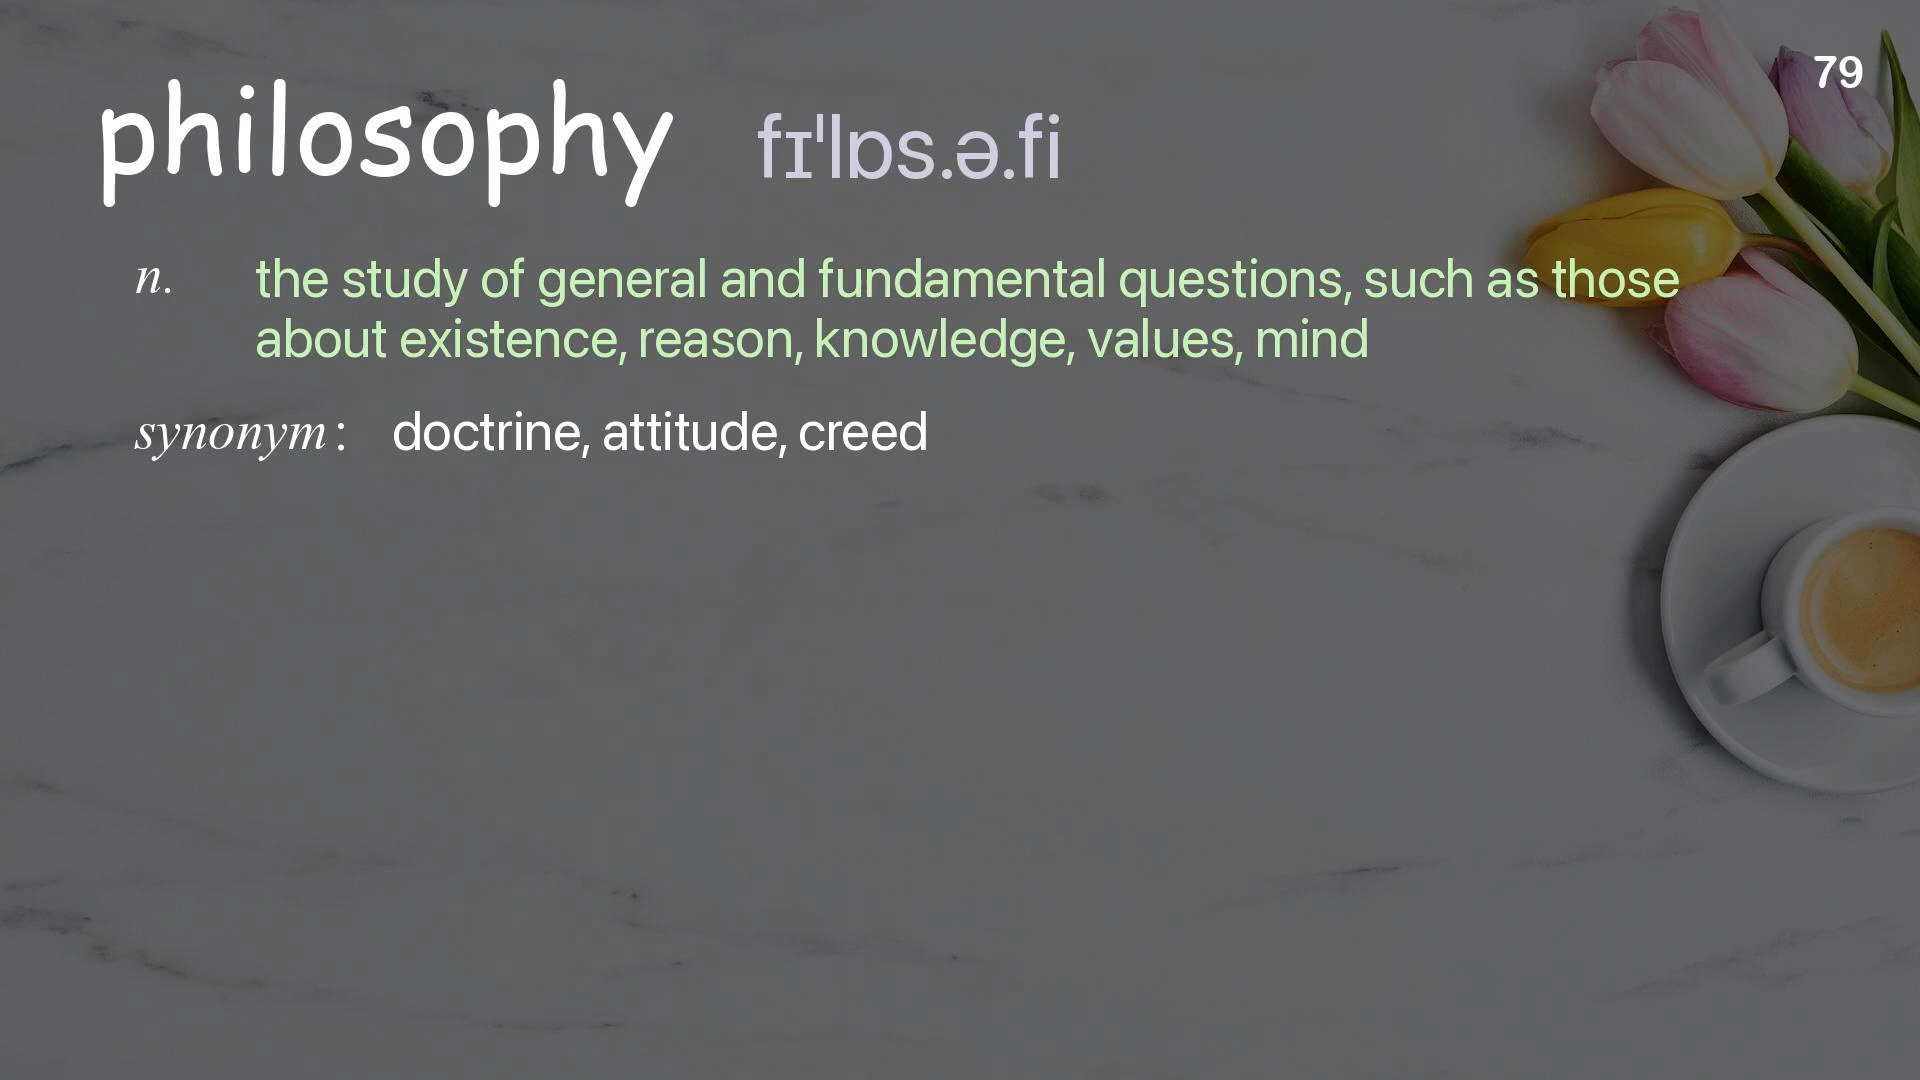 79
philosophy fɪˈlɒs.ə.fi
n. the study of general and fundamental questions, such as those
about existence, reason, knowledge, values, mind
synonym: doctrine, attitude, creed